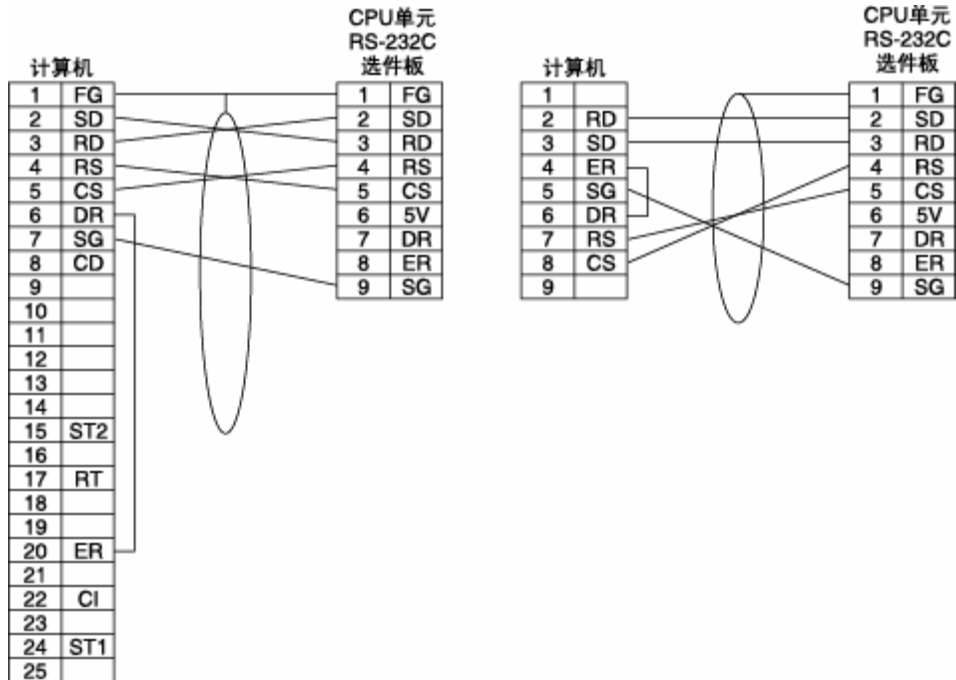 CPU单元
RS-232C
选件板
计算机
1 FG
2 SD
3 RD
4 RS
5 CS
6 DR
7 SG
8 CD
9
10
11
12
13
14
15 ST2
16
17 RT
18
19
20 ER
21
22 CI
23
24 ST1
25
1 FG
2 SD
3 RD
4 RS
5 CS
6 5V
7 DR
8 ER
9 SG
CPU单元
RS-232C
选件板
计算机
1
2 RD
3 SD
4 ER
5 SG
6 DR
7 RS
8 CS
9
1 FG
2 SD
3 RD
4 RS
5 CS
6 5V
7 DR
8 ER
9 SG